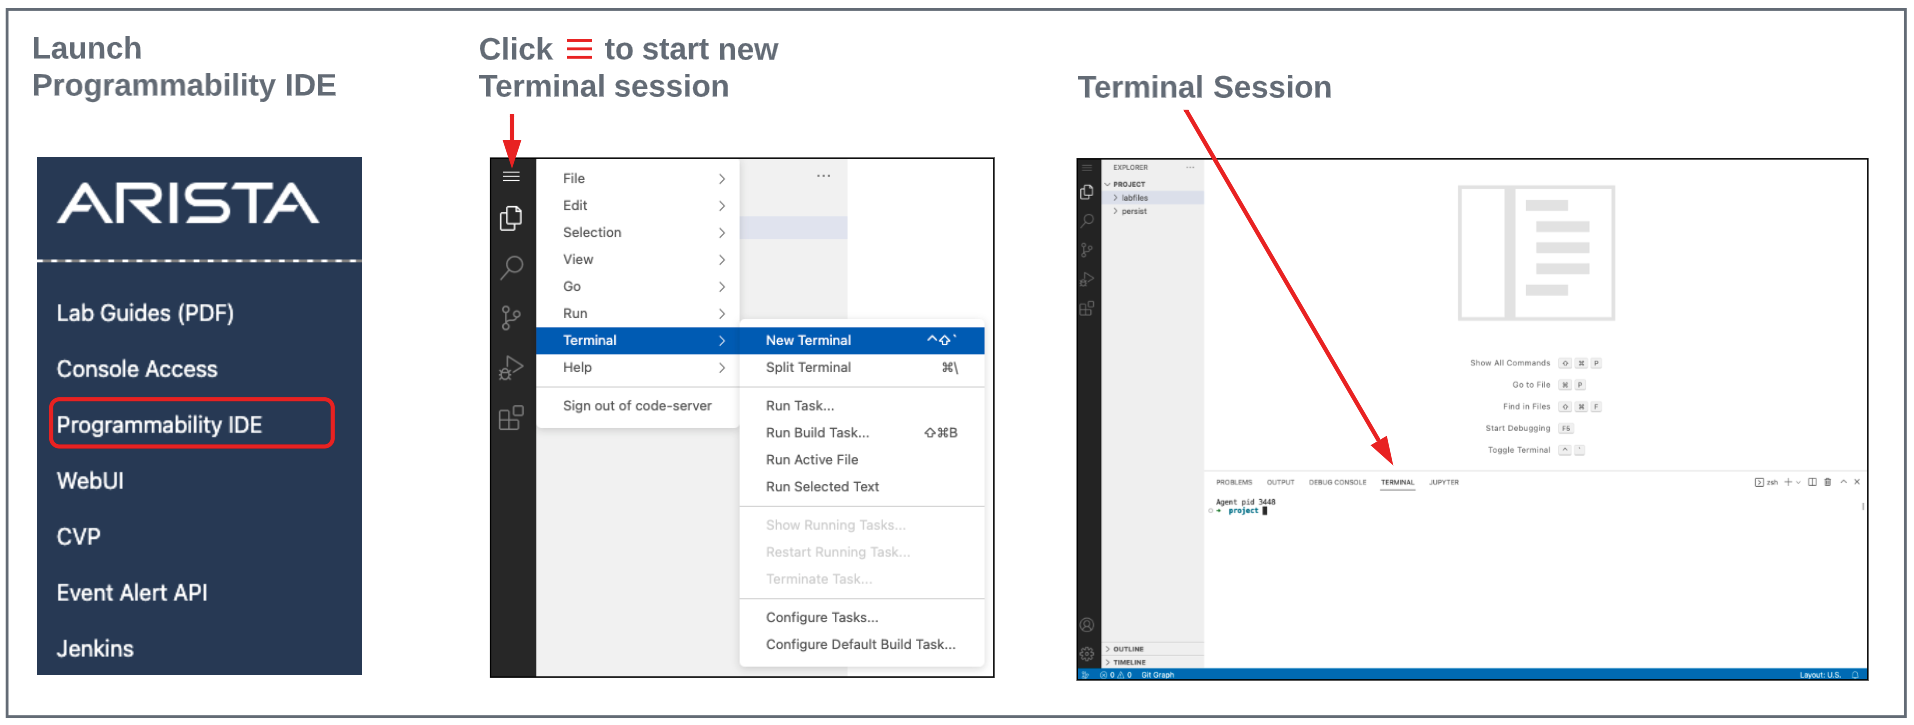 Launch
Programmability IDE
ARISTA
Lab Guides (PDF)
Console Access
Programmability IDE
WebUI
CVP
Event Alert API
Jenkins
Click ☰ to start new
Terminal session
File
Edit
Selection
View
Go
Run
Terminal
Help
Sign out of code-server
...
New Terminal ^⇧`
Split Terminal ⌘\
Run Task...
Run Build Task... ⇧⌘B
Run Active File
Run Selected Text
Show Running Tasks...
Restart Running Task...
Terminate Task...
Configure Tasks...
Configure Default Build Task...
Terminal Session
EXPLORER ...
PROJECT
labfiles
persist
Show All Commands ⇧ ⌘ P
Go to File ⌘ P
Find in Files ⇧ ⌘ F
Start Debugging F5
Toggle Terminal ^ `
PROBLEMS OUTPUT DEBUG CONSOLE TERMINAL JUPYTER zsh
Agent pid 3448
→ project
OUTLINE
TIMELINE
0 0 Git Graph Layout: U.S.